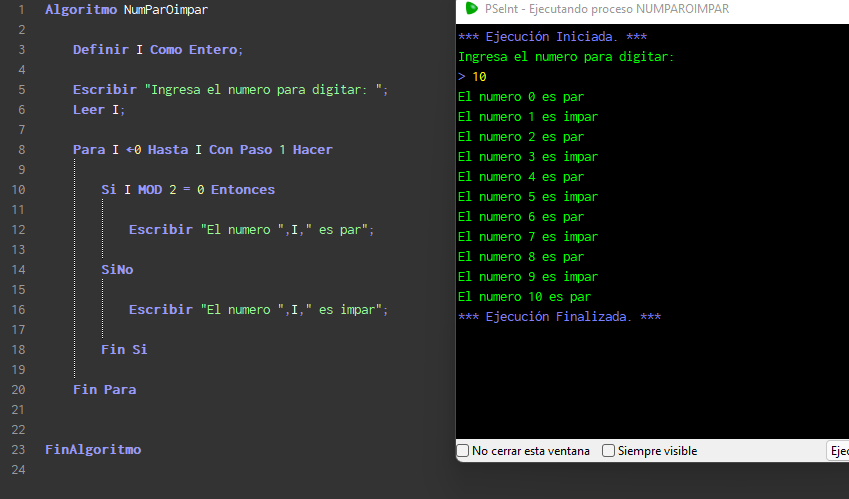 1 Algoritmo NumParOimpar
2
3 Definir I Como Entero;
4
5 Escribir "Ingresa el numero para digitar: ";
6 Leer I;
7
8 Para I ←0 Hasta I Con Paso 1 Hacer
9
10 Si I MOD 2 = 0 Entonces
11
12 Escribir "El numero ",I," es par";
13
14 SiNo
15
16 Escribir "El numero ",I," es impar";
17
18 Fin Si
19
20 Fin Para
21
22
23 FinAlgoritmo
24
PSeInt - Ejecutando proceso NUMPAROIMPAR
*** Ejecución Iniciada. ***
Ingresa el numero para digitar:
> 10
El numero 0 es par
El numero 1 es impar
El numero 2 es par
El numero 3 es impar
El numero 4 es par
El numero 5 es impar
El numero 6 es par
El numero 7 es impar
El numero 8 es par
El numero 9 es impar
El numero 10 es par
*** Ejecución Finalizada. ***
No cerrar esta ventana Siempre visible Ejec